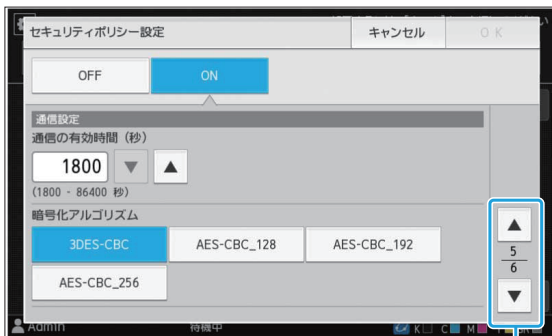 セキュリティポリシー設定
キャンセル
OK
OFF
ON
通信設定
通信の有効時間（秒）
1800
(1800 - 86400 秒)
暗号化アルゴリズム
3DES-CBC
AES-CBC_128
AES-CBC_192
AES-CBC_256
5
6
Admin
待機中
K
C
M